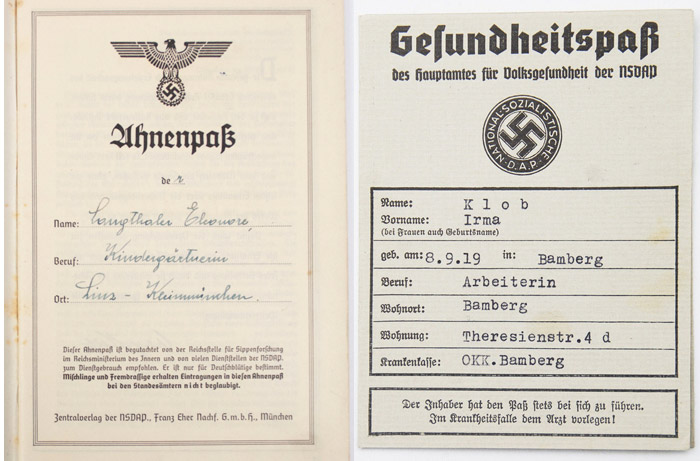 Ahnenpaß
de r
Name: Langthaler Eleonore,
Beruf: Kindergärtnerin
Ort: Linz - Kleinmünchen.
Dieser Ahnenpaß ist begutachtet von der Reichsstelle für Sippenforschung
im Reichsministerium des Innern und von vielen Dienststellen der NSDAP.
zum Dienstgebrauch empfohlen. Er ist nur für Deutschblütige bestimmt.
Mischlinge und Fremdrassige erhalten Eintragungen in diesen Ahnenpaß
bei den Standesämtern nicht beglaubigt.
Zentralverlag der NSDAP., Franz Eher Nachf. G.m.b.H., München
Gesundheitspaß
des Hauptamtes für Volksgesundheit der NSDAP
NATIONAL-SOZIALISTISCHE
D.A.P.
Name: Klob
Vorname: Irma
(bei Frauen auch Geburtsname)
geb. am: 8.9.19 in: Bamberg
Beruf: Arbeiterin
Wohnort: Bamberg
Wohnung: Theresienstr.4 d
Krankenkasse: OKK.Bamberg
Der Inhaber hat den Paß stets bei sich zu führen.
Im Krankheitsfalle dem Arzt vorlegen!